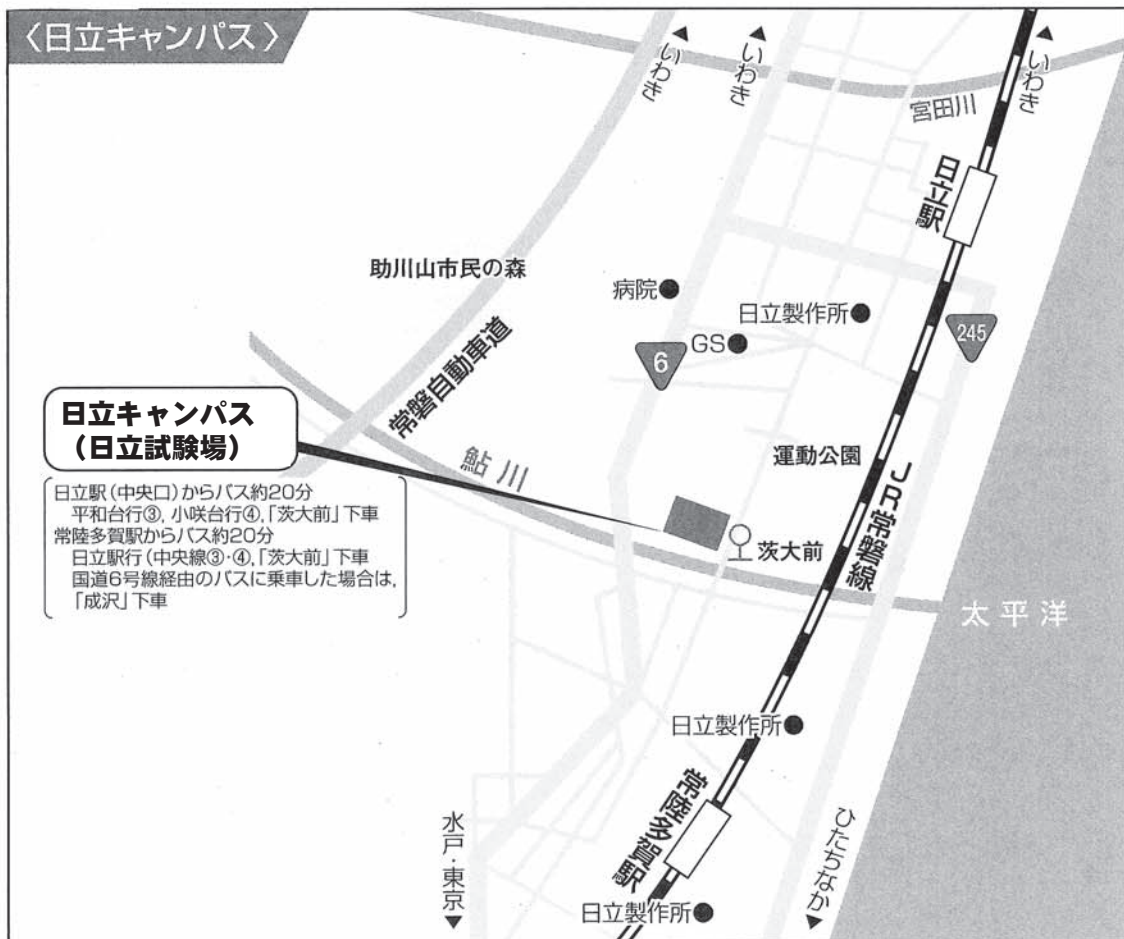 〈日立キャンパス〉
▲いわき
▲いわき
▲いわき
宮田川
日立駅
助川山市民の森
病院
日立製作所
GS
6
245
常磐自動車道
日立キャンパス
(日立試験場)
鮎川
運動公園
JR常磐線
日立駅(中央口)からバス約20分
平和台行③,小咲台行④,「茨大前」下車
常陸多賀駅からバス約20分
日立駅行(中央線③・④,「茨大前」下車
国道6号線経由のバスに乗車した場合は,
「成沢」下車
茨大前
太平洋
日立製作所
常陸多賀駅
水戸・東京▼
ひたちなか▼
日立製作所